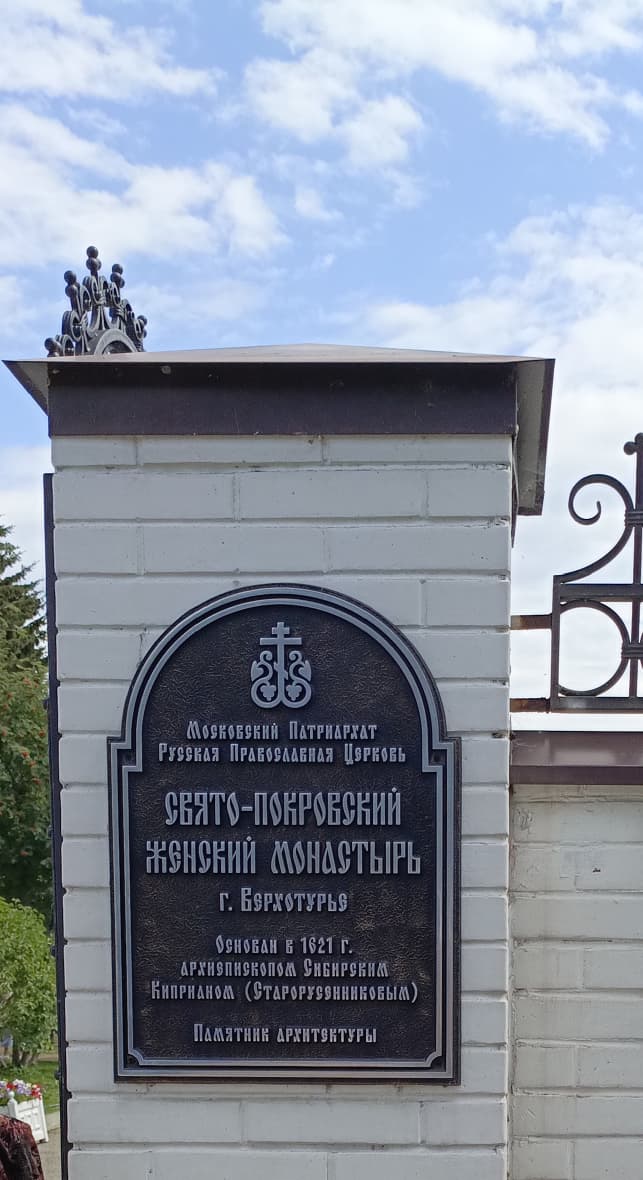 Московский Патриархат
Русская Православная Церковь
СВЯТО-ПОКРОВСКИЙ
ЖЕНСКИЙ МОНАСТЫРЬ
г. Верхотурье
Основан в 1621 г.
архиепископом Сибирским
Киприаном (Старорусенниковым)
Памятник архитектуры